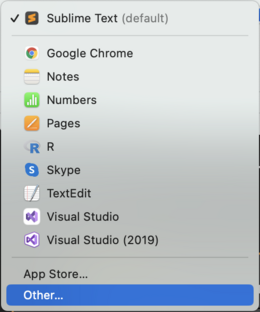 Sublime Text (default)
Google Chrome
Notes
Numbers
Pages
R
Skype
TextEdit
Visual Studio
Visual Studio (2019)
App Store...
Other...